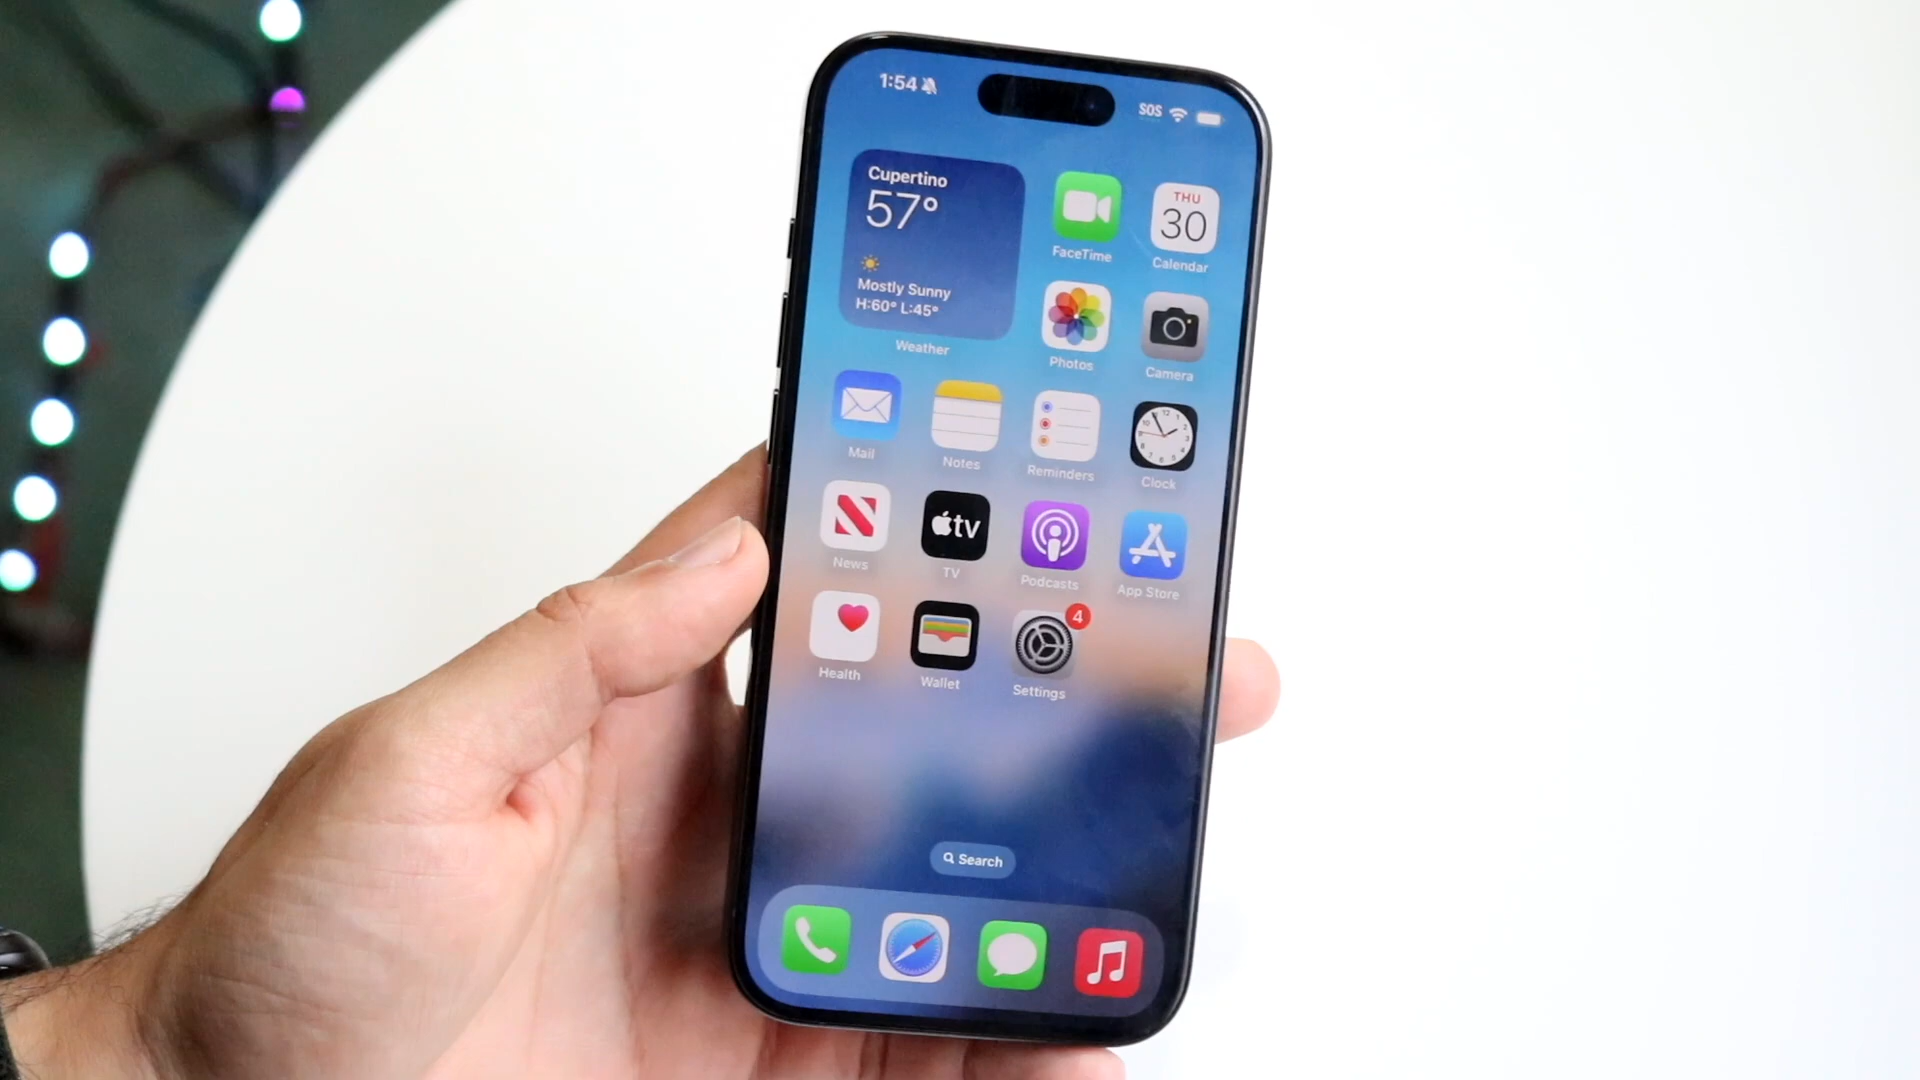 1:54
SOS
Cupertino
57°
Mostly Sunny
H:60° L:45°
Weather
FaceTime
THU
30
Calendar
Photos
Camera
Mail
Notes
Reminders
Clock
News
tv
TV
Podcasts
App Store
Health
Wallet
4
Settings
Search